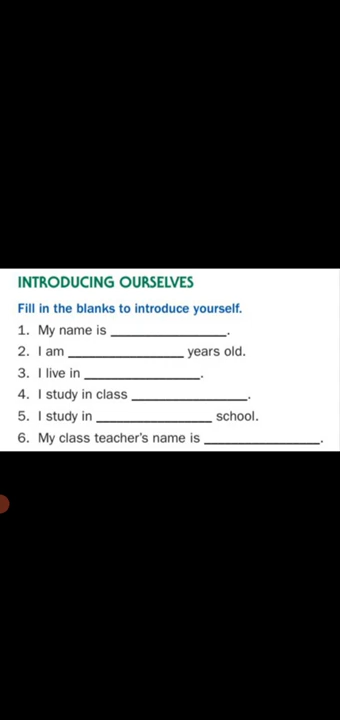 INTRODUCING OURSELVES
Fill in the blanks to introduce yourself.
1. My name is ________________.
2. I am ________________ years old.
3. I live in ________________.
4. I study in class ________________.
5. I study in ________________ school.
6. My class teacher's name is ________________.